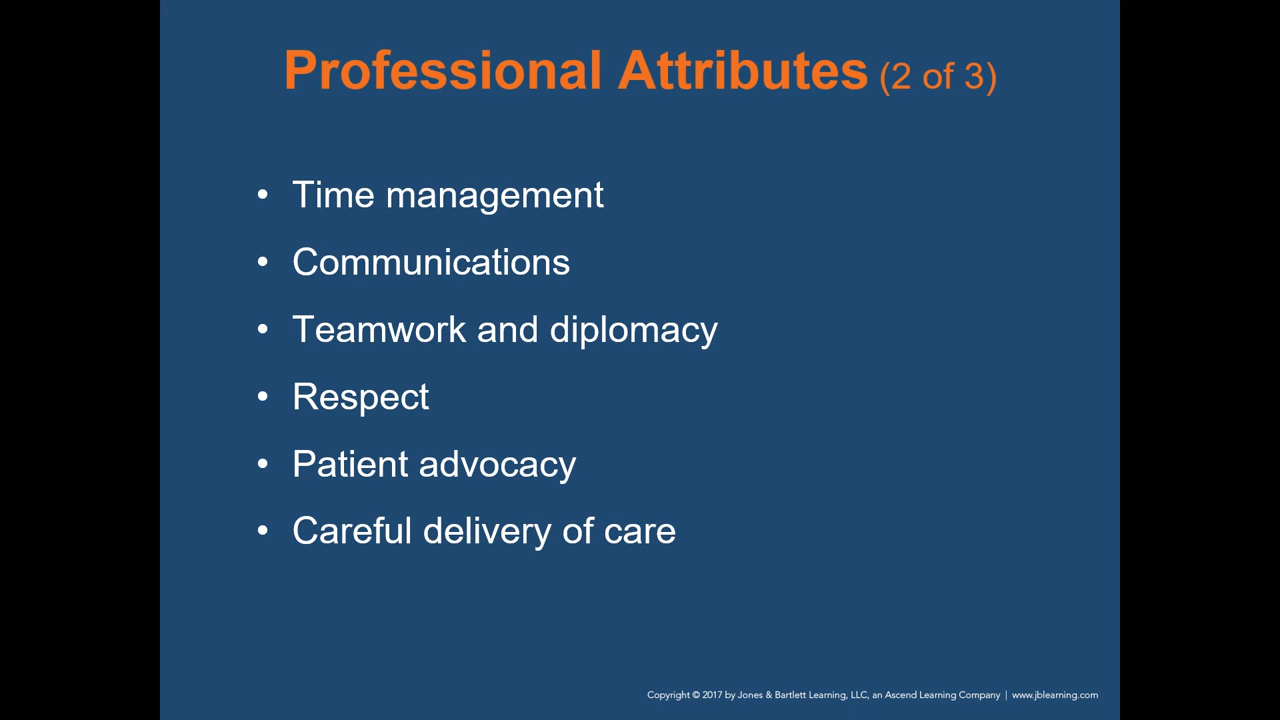 Professional Attributes (2 of 3)
• Time management
• Communications
• Teamwork and diplomacy
• Respect
• Patient advocacy
• Careful delivery of care
Copyright © 2017 by Jones & Bartlett Learning, LLC, an Ascend Learning Company | www.jblearning.com